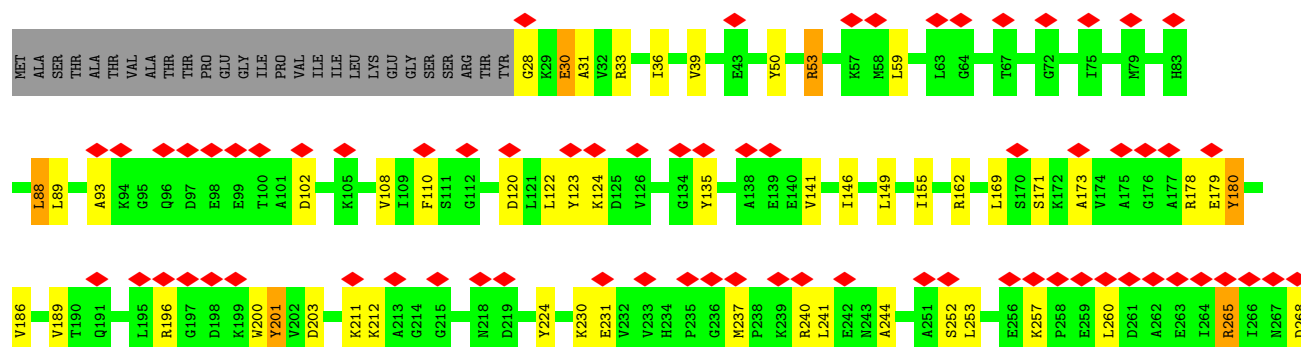 MET ALA SER THR ALA THR VAL ALA THR THR PRO GLU GLY ILE PRO VAL ILE ILE LEU LYS GLU GLY SER SER ARG THR TYR G28 K29 E30 A31 V32 R33 I36 V39 E43 Y50 R53 K57 M58 L59 L63 G64 T67 G72 I75 M79 H83
L88 L89 A93 K94 G95 Q96 D97 E98 E99 T100 A101 D102 K105 V108 I109 F110 S111 G112 D120 L121 L122 Y123 K124 D125 V126 G134 Y135 A138 E139 E140 V141 I146 L149 I155 R162 L169 S170 S171 K172 A173 V174 A175 G176 A177 R178 E179 Y180
V186 V189 T190 Q191 L195 R196 G197 D198 K199 W200 Y201 V202 D203 K211 K212 A213 G214 G215 N218 D219 Y224 K230 E231 V232 V233 H234 P235 G236 M237 P238 K239 R240 L241 E242 N243 A244 A251 S252 L253 E256 K257 P258 E259 L260 D261 A262 E263 I264 R265 I266 N267 D268